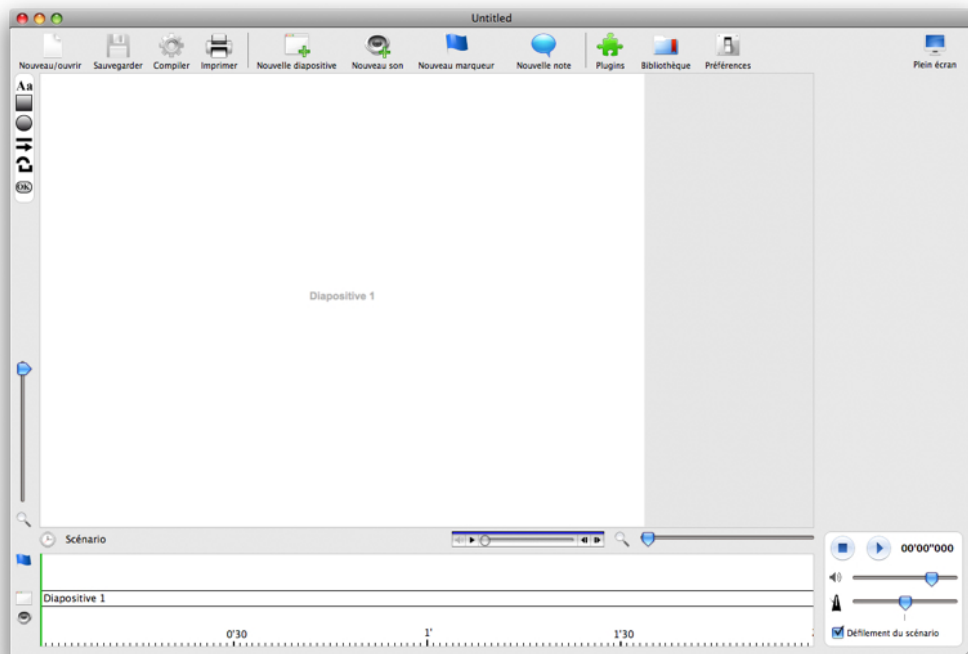 Untitled
Nouveau/ouvrir Sauvegarder Compiler Imprimer Nouvelle diapositive Nouveau son Nouveau marqueur Nouvelle note Plugins Bibliothèque Préférences Plein écran
Aa
OK
Diapositive 1
Scénario
00'00"000
Diapositive 1
0'30 1' 1'30
Défilement du scénario